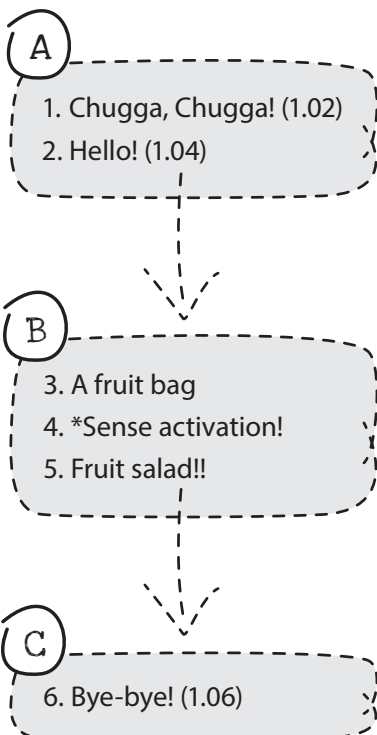 A
1. Chugga, Chugga! (1.02)
2. Hello! (1.04)
B
3. A fruit bag
4. *Sense activation!
5. Fruit salad!!
C
6. Bye-bye! (1.06)